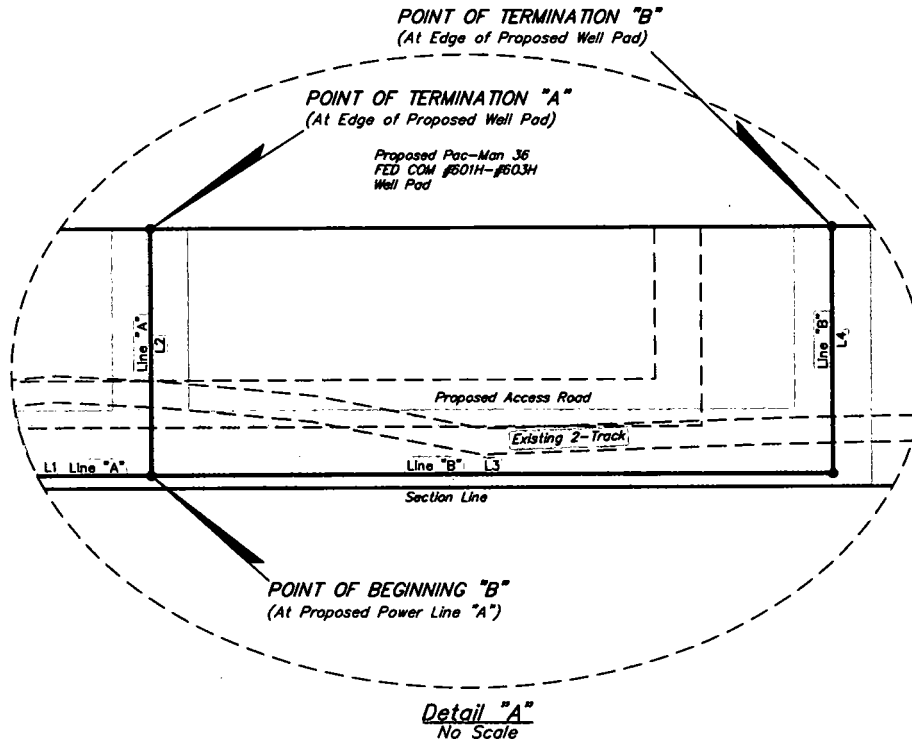 POINT OF TERMINATION "B"
(At Edge of Proposed Well Pad)
POINT OF TERMINATION "A"
(At Edge of Proposed Well Pad)
Proposed Pac-Man 36
FED COM #601H-#603H
Well Pad
Line "A"
L2
Line "B"
L4
Proposed Access Road
Existing 2-Track
L1 Line "A"
Line "B" L3
Section Line
POINT OF BEGINNING "B"
(At Proposed Power Line "A")
Detail "A"
No Scale